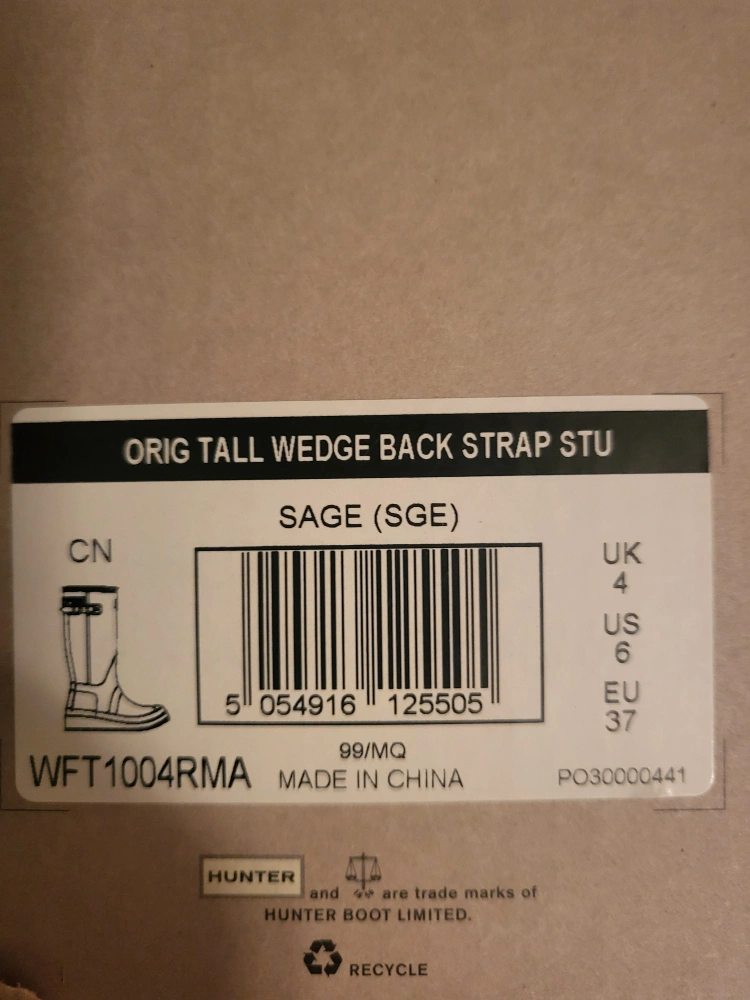 ORIG TALL WEDGE BACK STRAP STU
SAGE (SGE)
CN
UK
4
US
6
EU
37
5 054916 125505
WFT1004RMA
99/MQ
MADE IN CHINA
PO30000441
HUNTER and are trade marks of
HUNTER BOOT LIMITED.
RECYCLE